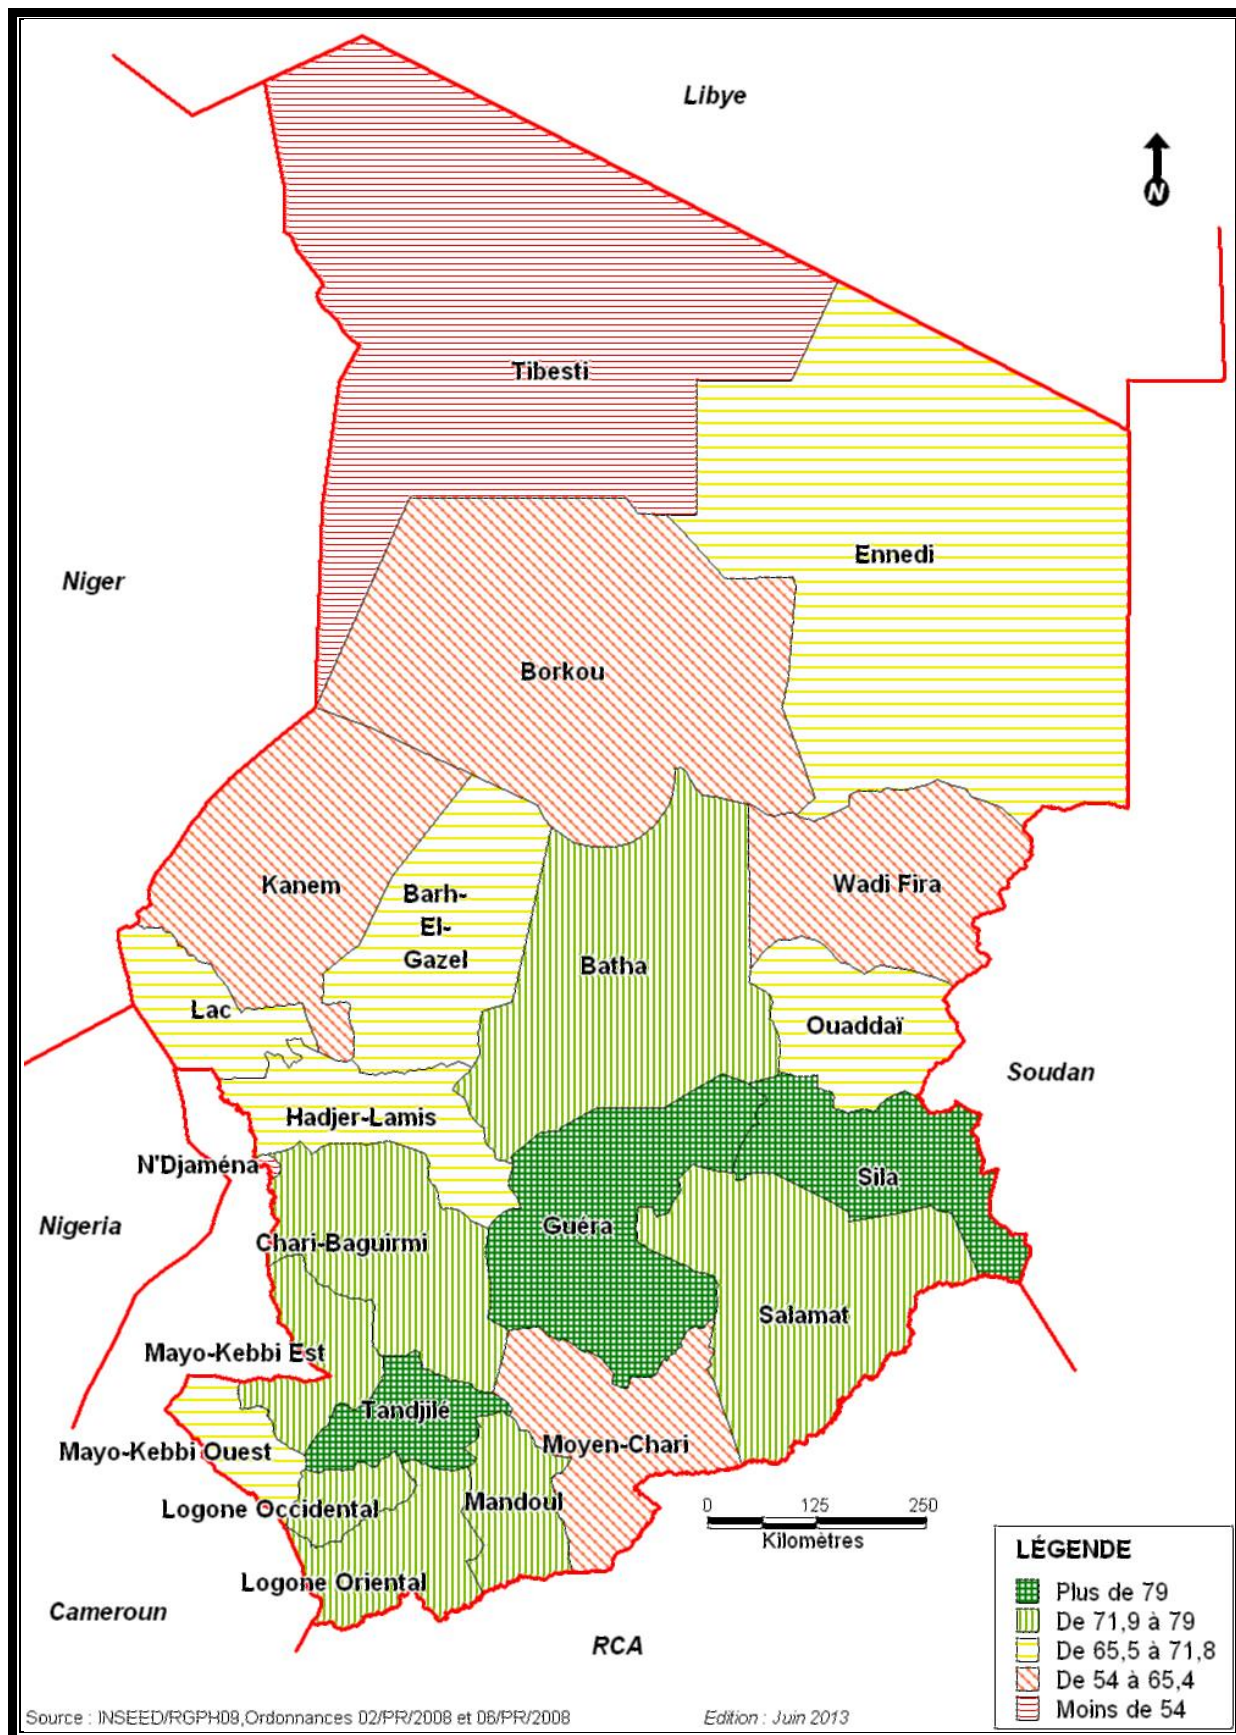 Libye
N
Tibesti
Ennedi
Niger
Borkou
Kanem
Wadi Fira
Barh-
El-
Gazel
Batha
Lac
Ouaddaï
Soudan
Hadjer-Lamis
N'Djaména
Sila
Nigeria
Guéra
Chari-Baguirmi
Salamat
Mayo-Kebbi Est
Tandjilé
Moyen-Chari
Mayo-Kebbi Ouest
Mandoul
Logone Occidental
0 125 250
Kilomètres
LÉGENDE
Plus de 79
De 71,9 à 79
De 65,5 à 71,8
De 54 à 65,4
Moins de 54
Logone Oriental
Cameroun
RCA
Source : INSEED/RGPH09,Ordonnances 02/PR/2008 et 06/PR/2008
Edition : Juin 2013